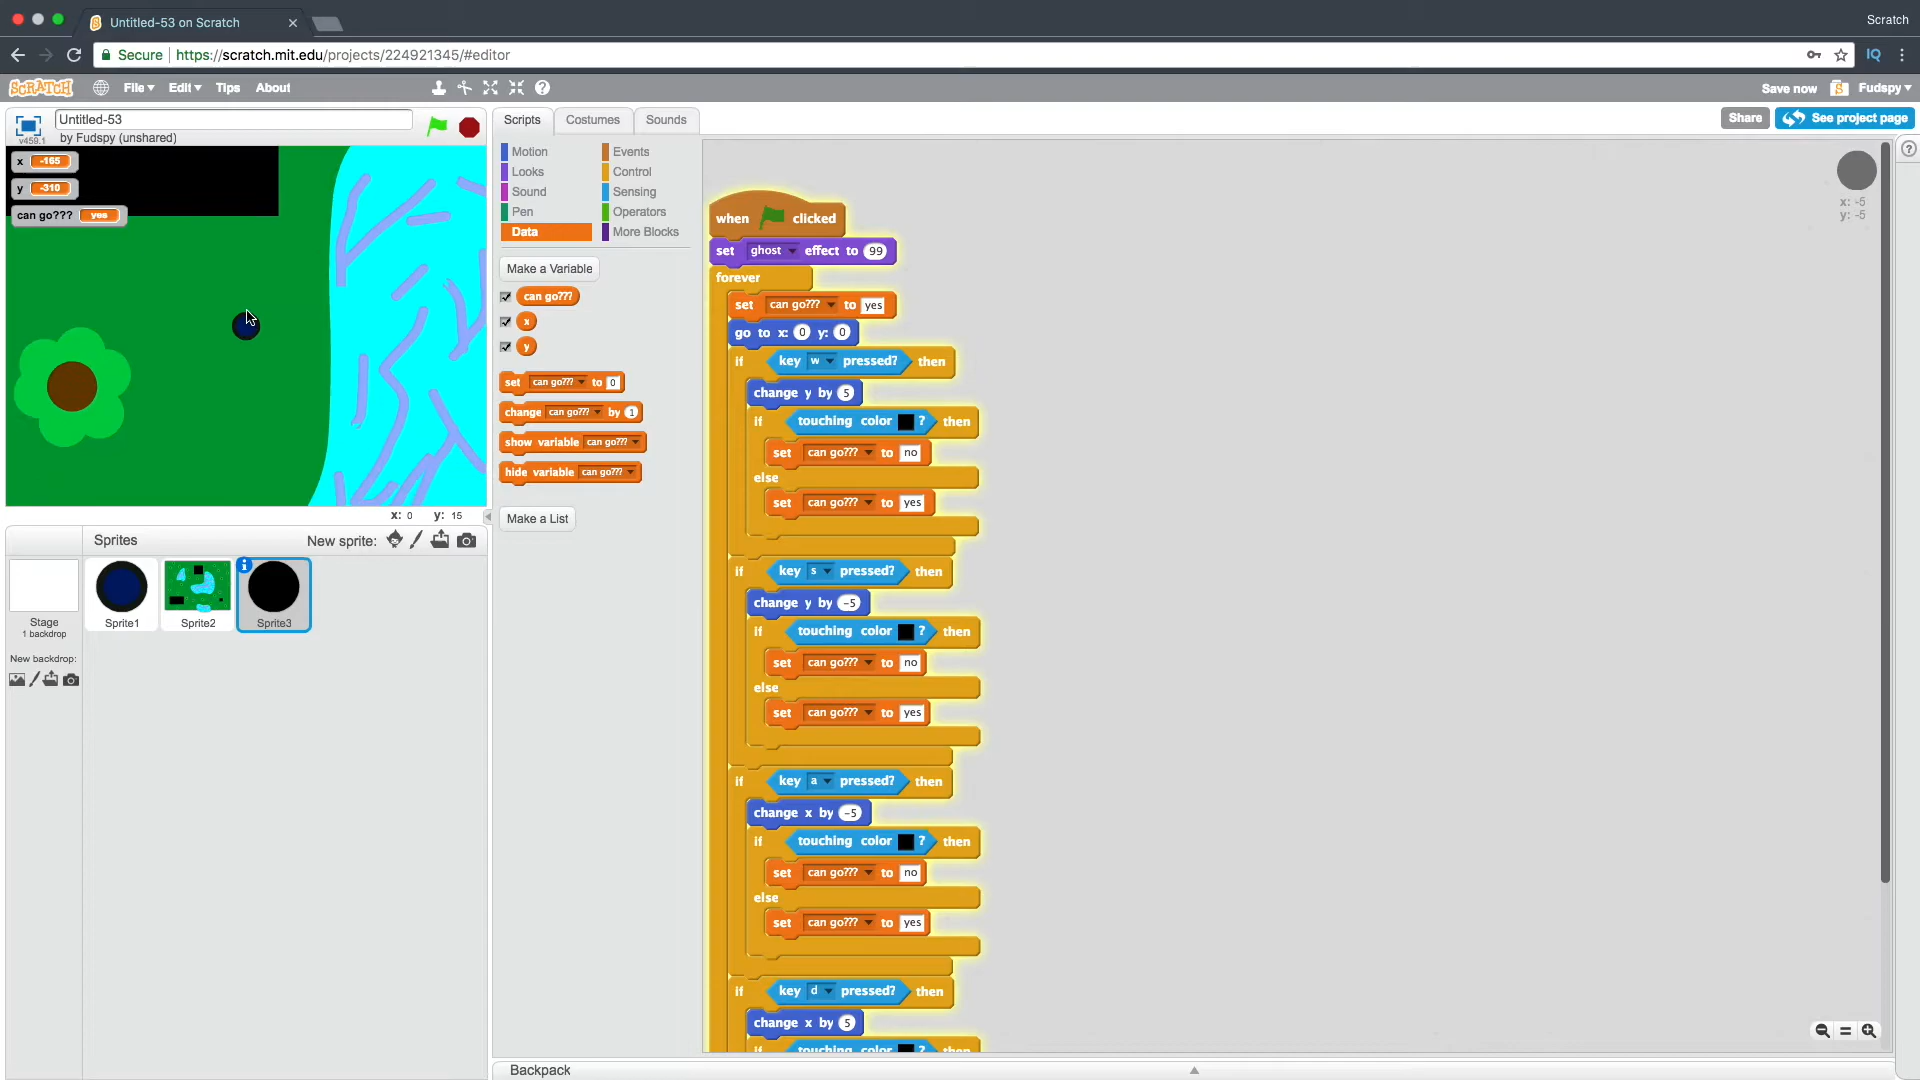 Untitled-53 on Scratch
Scratch
Secure https://scratch.mit.edu/projects/224921345/#editor
IQ
SCRATCH
File Edit Tips About
Save now
Fudspy
Untitled-53
by Fudspy (unshared)
v459.1
Share
See project page
x -165
y -310
can go??? yes
x: 0 y: 15
Sprites
New sprite:
Stage
1 backdrop
New backdrop:
Sprite1
Sprite2
Sprite3
Scripts Costumes Sounds
Motion
Looks
Sound
Pen
Data
Events
Control
Sensing
Operators
More Blocks
Make a Variable
can go???
x
y
set can go??? to 0
change can go??? by 1
show variable can go???
hide variable can go???
Make a List
x: -5
y: -5
when clicked
set ghost effect to 99
forever
set can go??? to yes
go to x: 0 y: 0
if key w pressed? then
change y by 5
if touching color ? then
set can go??? to no
else
set can go??? to yes
if key s pressed? then
change y by -5
if touching color ? then
set can go??? to no
else
set can go??? to yes
if key a pressed? then
change x by -5
if touching color ? then
set can go??? to no
else
set can go??? to yes
if key d pressed? then
change x by 5
if touching color ? then
Backpack